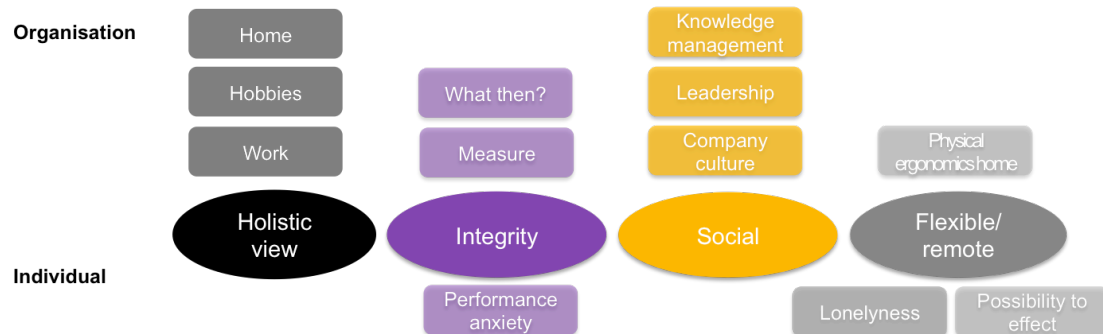 Organisation
Home
Hobbies
Work
What then?
Measure
Knowledge
management
Leadership
Company
culture
Physical
ergonomics home
Holistic
view
Integrity
Social
Flexible/
remote
Individual
Performance
anxiety
Lonelyness
Possibility to
effect